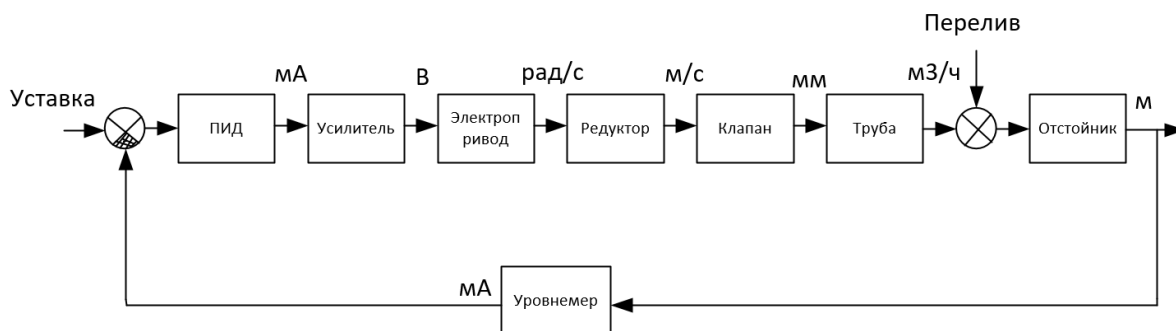 Перелив
Уставка
мА
В
рад/с
м/с
мм
м3/ч
м
ПИД
Усилитель
Электроп
ривод
Редуктор
Клапан
Труба
Отстойник
мА
Уровнемер